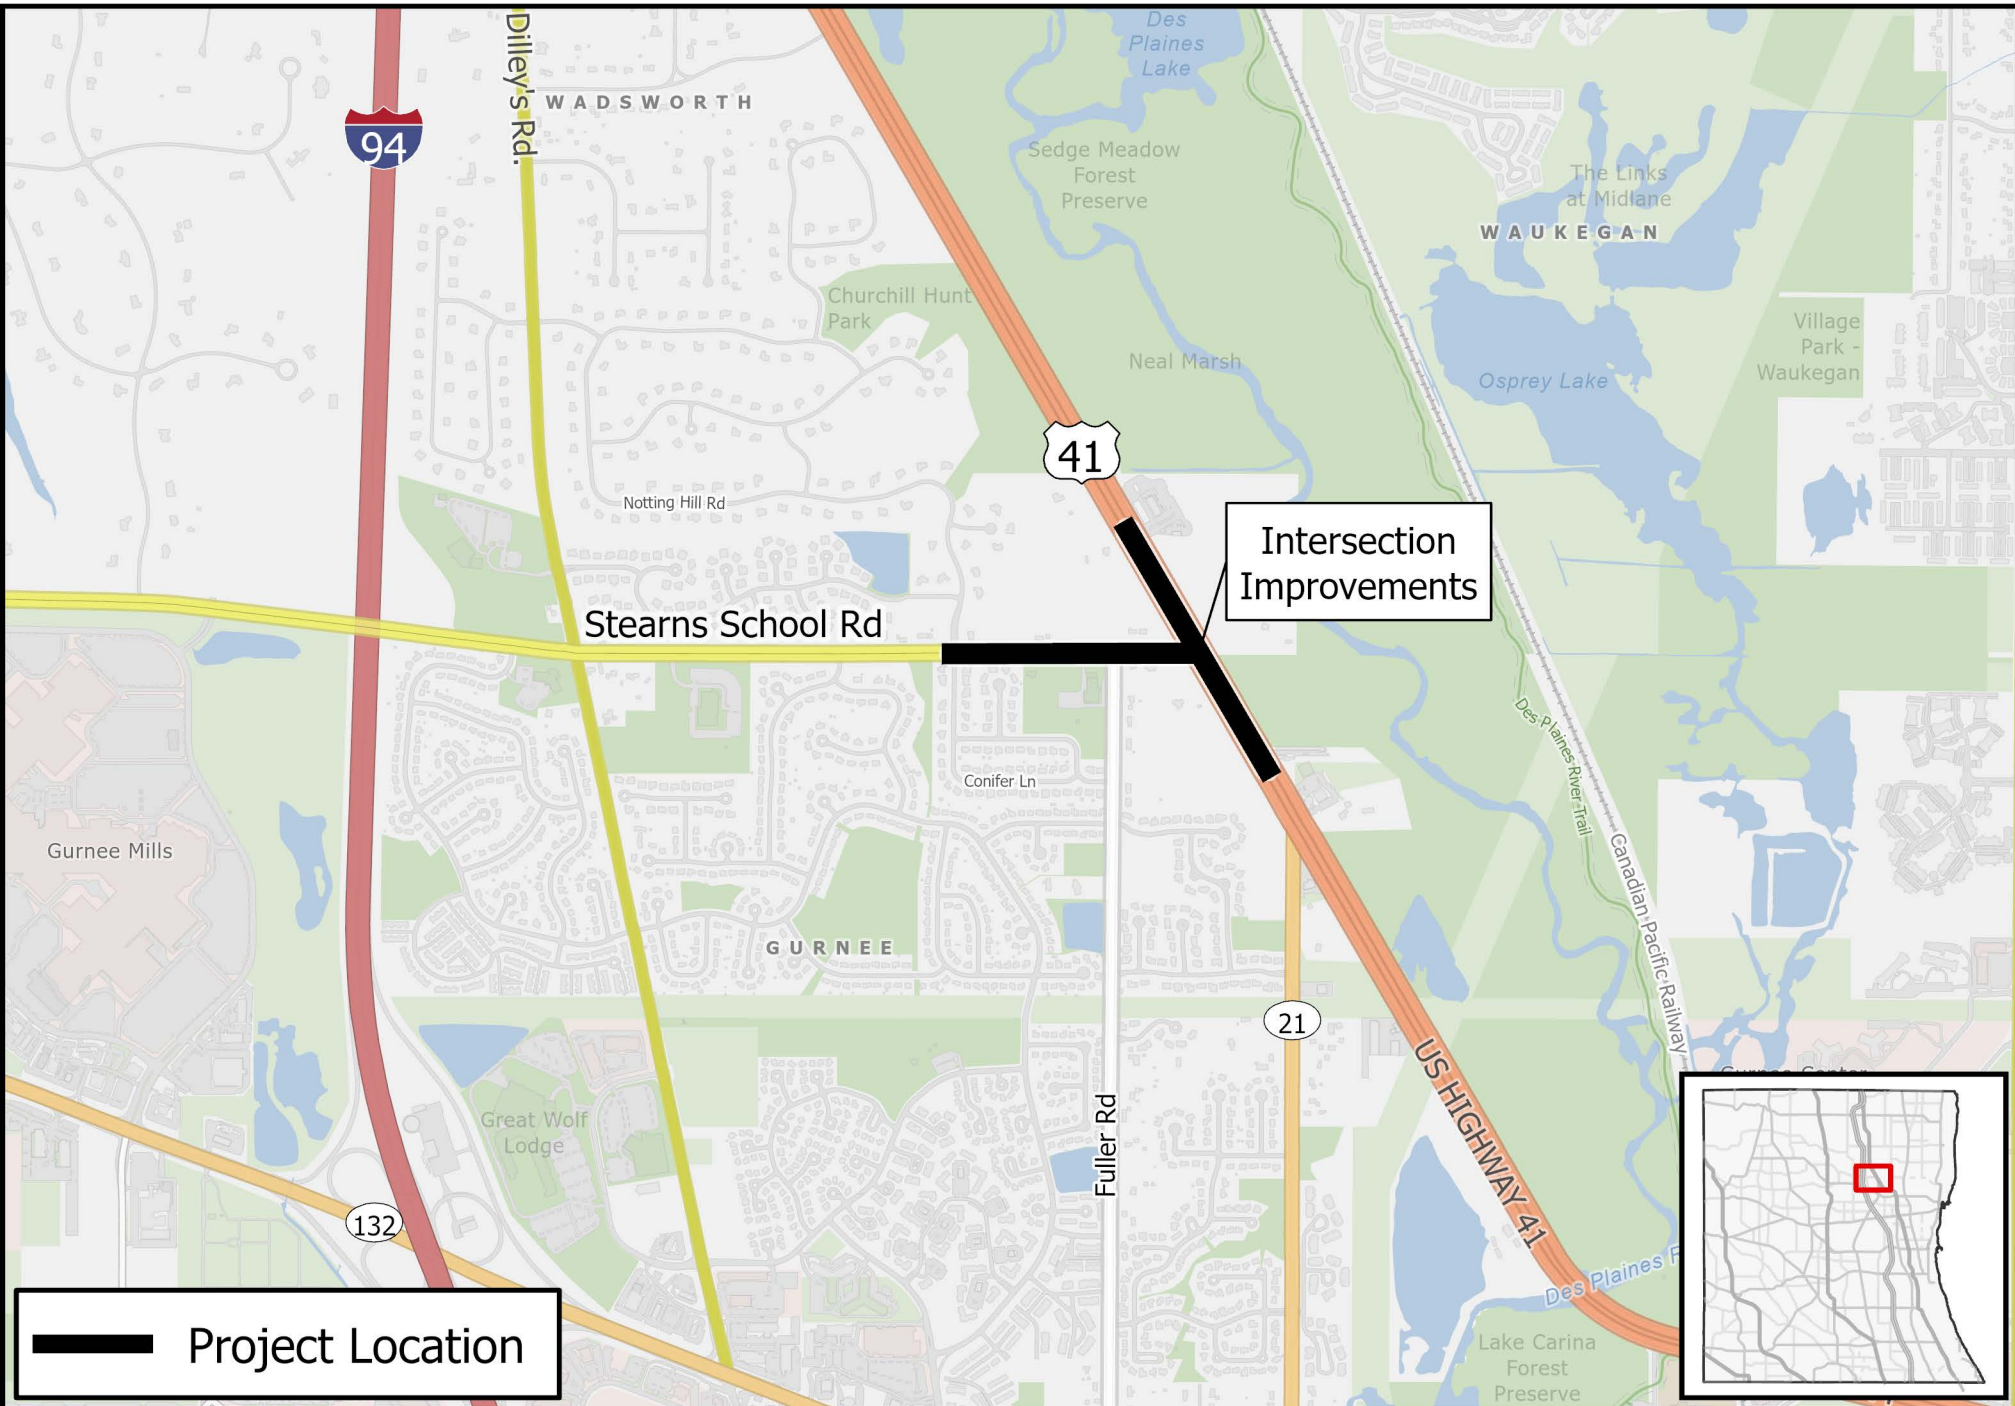 Des
Plaines
Lake
Dilley's Rd.
WADSWORTH
94
Sedge Meadow
Forest
Preserve
The Links
at Midlane
WAUKEGAN
Churchill Hunt
Park
Village
Park -
Waukegan
Neal Marsh
Osprey Lake
41
Notting Hill Rd
Intersection
Improvements
Stearns School Rd
Des Plaines River Trail
Conifer Ln
Gurnee Mills
Canadian Pacific Railway
GURNEE
21
US HIGHWAY 41
Great Wolf
Lodge
Fuller Rd
132
Des Plaines
Project Location
Lake Carina
Forest
Preserve